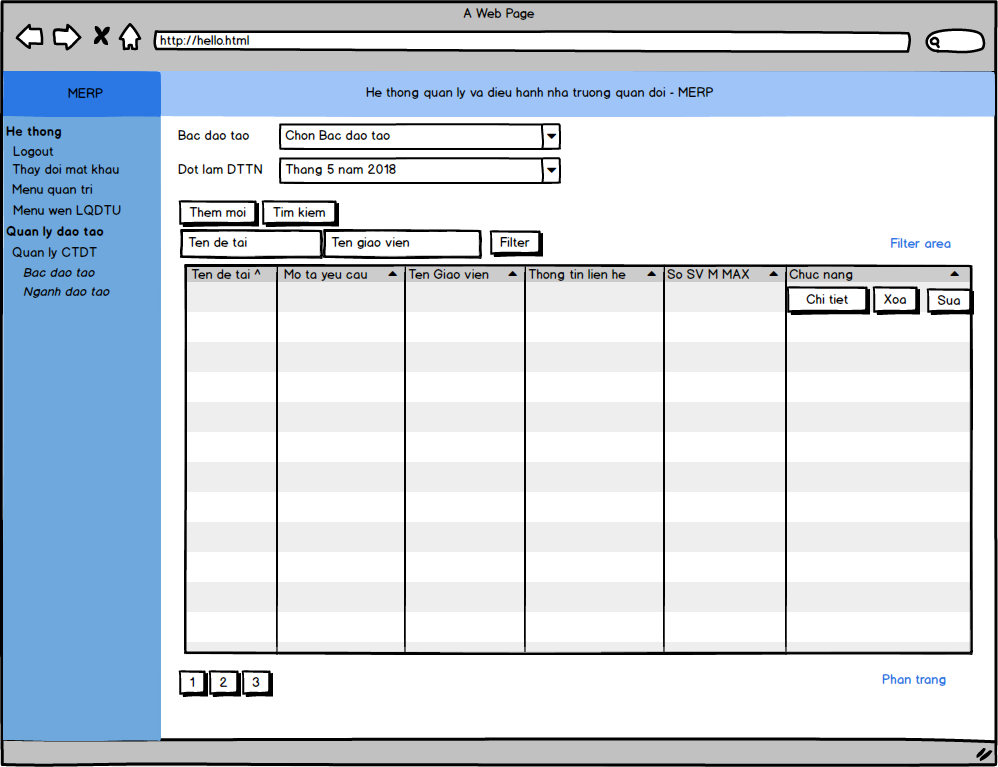 A Web Page
http://hello.html
MERP
He thong quan ly va dieu hanh nha truong quan doi - MERP
He thong
Logout
Thay doi mat khau
Menu quan tri
Menu wen LQDTU
Quan ly dao tao
Quan ly CTDT
Bac dao tao
Nganh dao tao
Bac dao tao
Chon Bac dao tao
Dot lam DTTN
Thang 5 nam 2018
Them moi
Tim kiem
Ten de tai
Ten giao vien
Filter
Filter area
Ten de tai ^
Mo ta yeu cau
Ten Giao vien
Thong tin lien he
So SV M MAX
Chuc nang
Chi tiet
Xoa
Sua
1
2
3
Phan trang